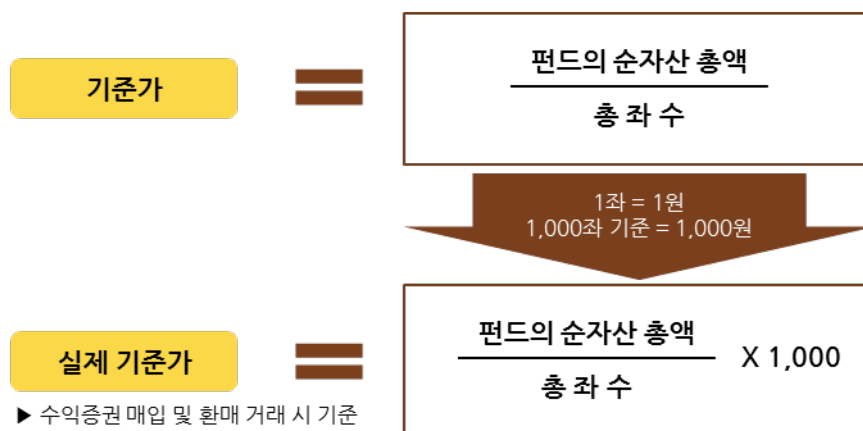 기준가
펀드의 순자산 총액
총 좌 수
1좌 = 1원
1,000좌 기준 = 1,000원
실제 기준가
펀드의 순자산 총액
총 좌 수
X 1,000
▶ 수익증권 매입 및 환매 거래 시 기준